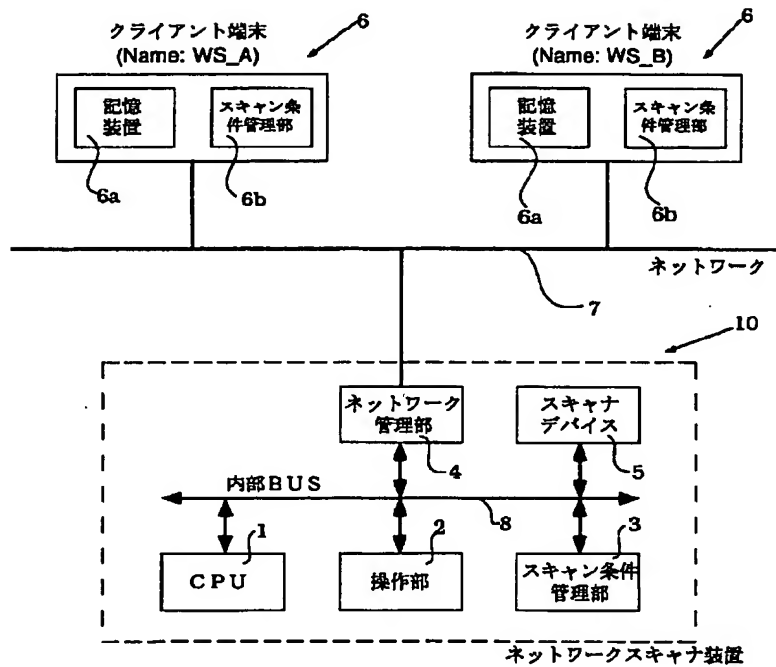 クライアント端末
(Name: WS_A)
6
クライアント端末
(Name: WS_B)
6
記憶
装置
スキャン条
件管理部
記憶
装置
スキャン条
件管理部
6a
6b
6a
6b
ネットワーク
7
10
ネットワーク
管理部
スキャナ
デバイス
4
5
内部BUS
8
1
2
3
CPU
操作部
スキャン条件
管理部
ネットワークスキャナ装置